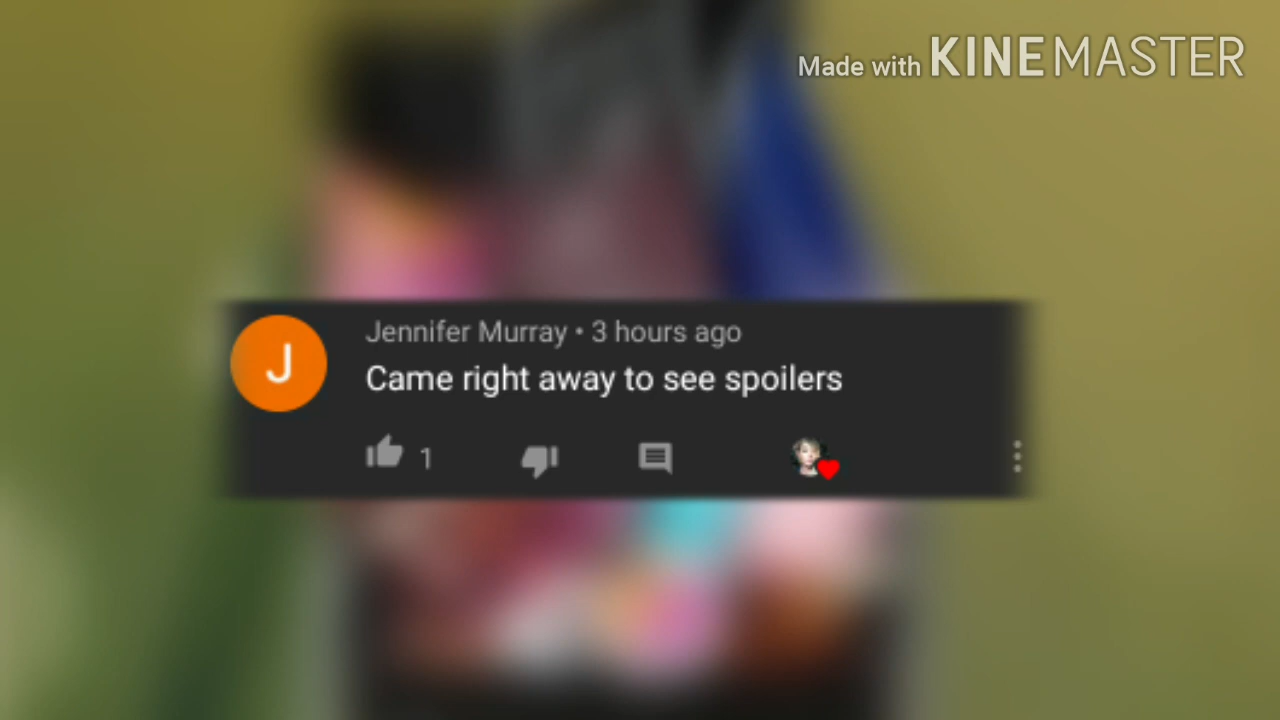 Made with KINEMASTER
Jennifer Murray • 3 hours ago
J
Came right away to see spoilers
1